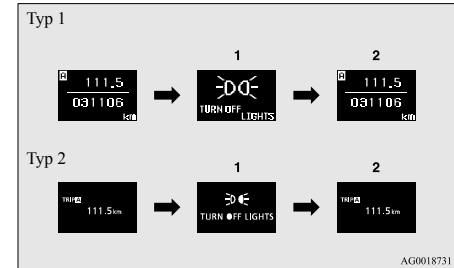 Typ 1
1 2
A 111.5
031106
km
TURN OFF
LIGHTS
A 111.5
031106
km
Typ 2
1 2
TRIP A
111.5 km
TURN OFF LIGHTS
TRIP A
111.5 km
AG0018731